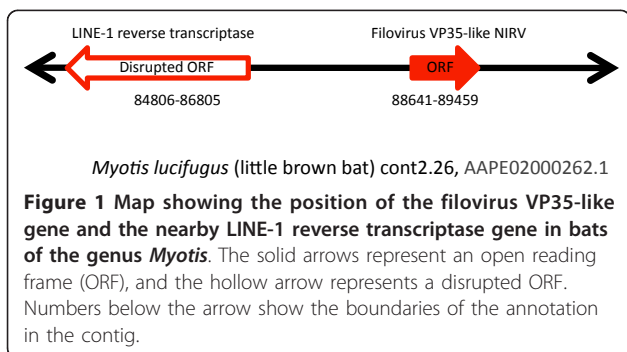 LINE-1 reverse transcriptase Filovirus VP35-like NIRV
Disrupted ORF ORF
84806-86805 88641-89459
Myotis lucifugus (little brown bat) cont2.26, AAPE02000262.1
Figure 1 Map showing the position of the filovirus VP35-like
gene and the nearby LINE-1 reverse transcriptase gene in bats
of the genus Myotis. The solid arrows represent an open reading
frame (ORF), and the hollow arrow represents a disrupted ORF.
Numbers below the arrow show the boundaries of the annotation
in the contig.